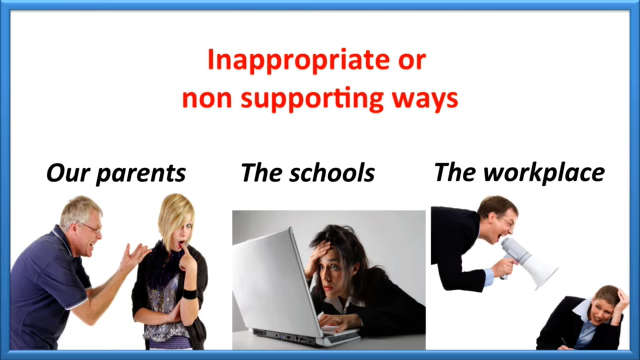 Inappropriate or
non supporting ways
Our parents
The schools
The workplace